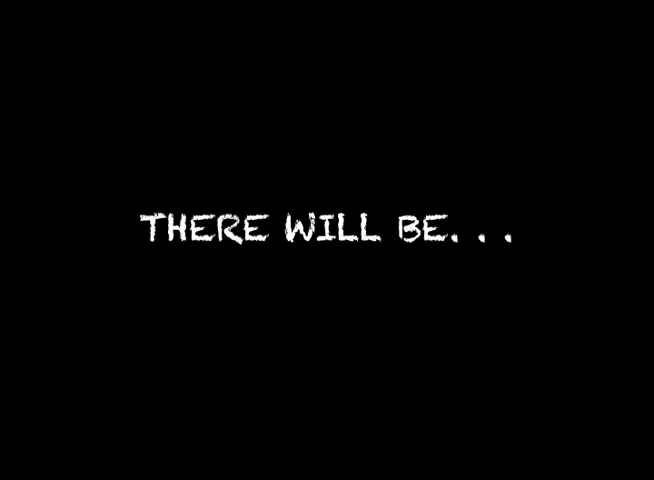 THERE WILL BE. . .